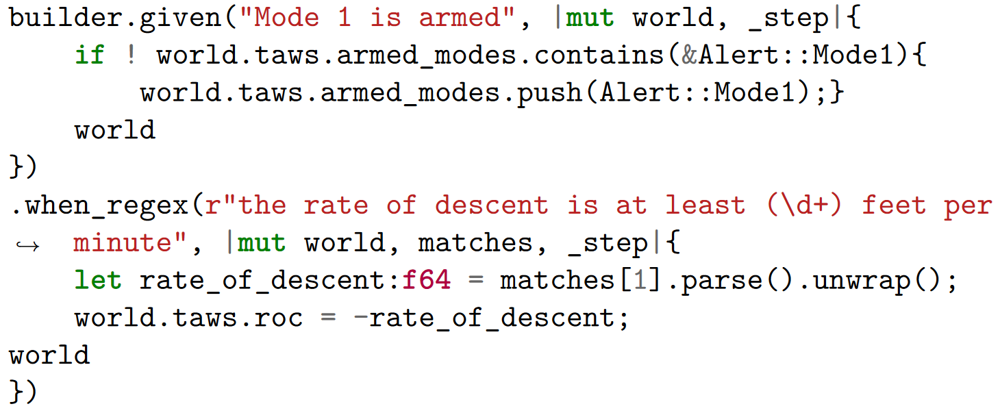 builder.given("Mode 1 is armed", |mut world, _step|{
    if ! world.taws.armed_modes.contains(&Alert::Mode1){
        world.taws.armed_modes.push(Alert::Mode1);}
    world
})
.when_regex(r"the rate of descent is at least (\d+) feet per
↪  minute", |mut world, matches, _step|{
    let rate_of_descent:f64 = matches[1].parse().unwrap();
    world.taws.roc = -rate_of_descent;
world
})